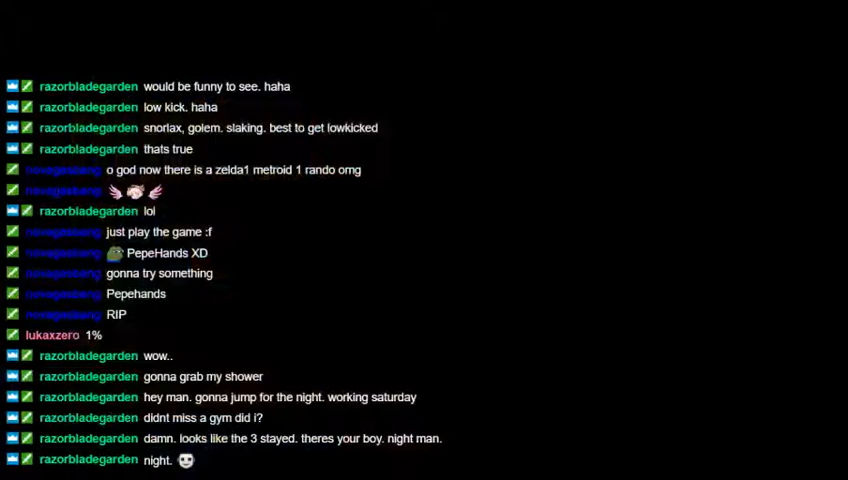 razorbladegarden would be funny to see. haha
razorbladegarden low kick. haha
razorbladegarden snorlax, golem. slaking. best to get lowkicked
razorbladegarden thats true
o god now there is a zelda1 metroid 1 rando omg
razorbladegarden lol
just play the game :f
PepeHands XD
gonna try something
Pepehands
RIP
lukaxzero 1%
razorbladegarden wow..
razorbladegarden gonna grab my shower
razorbladegarden hey man. gonna jump for the night. working saturday
razorbladegarden didnt miss a gym did i?
razorbladegarden damn. looks like the 3 stayed. theres your boy. night man.
razorbladegarden night.